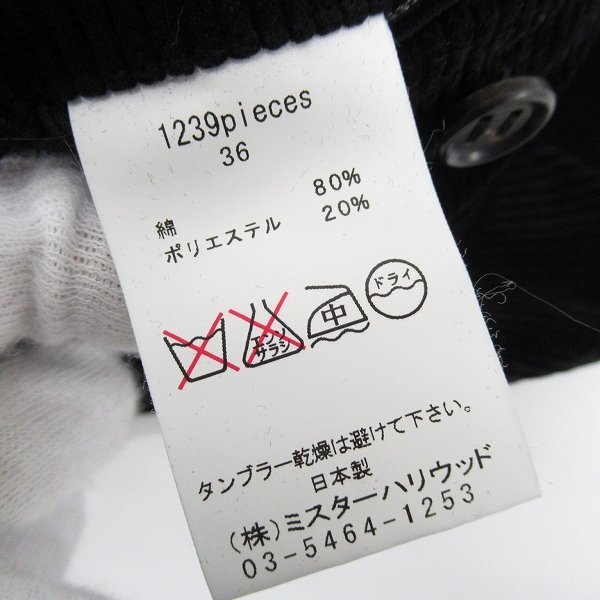 1239pieces
36
綿 80%
ポリエステル 20%
エンソ
サラシ
中
ドライ
タンブラー乾燥は避けて下さい。
日本製
(株)ミスターハリウッド
03-5464-1253